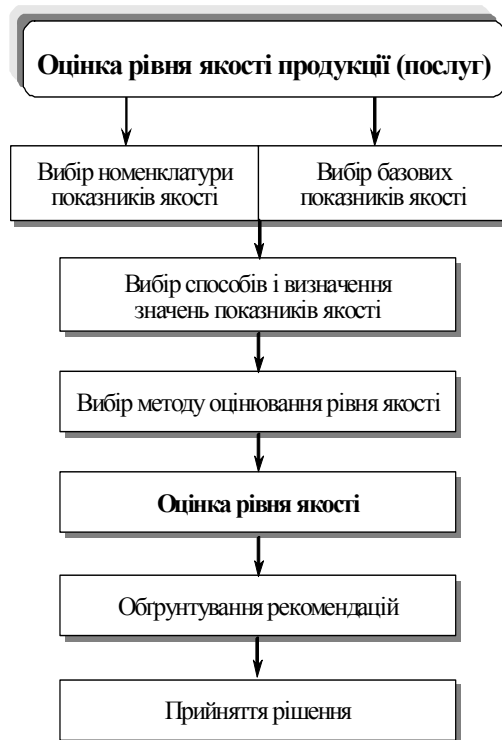 Оцінка рівня якості продукції (послуг)
Вибір номенклатури
показників якості
Вибір базових
показників якості
Вибір способів і визначення
значень показників якості
Вибір методу оцінювання рівня якості
Оцінка рівня якості
Обґрунтування рекомендацій
Прийняття рішення